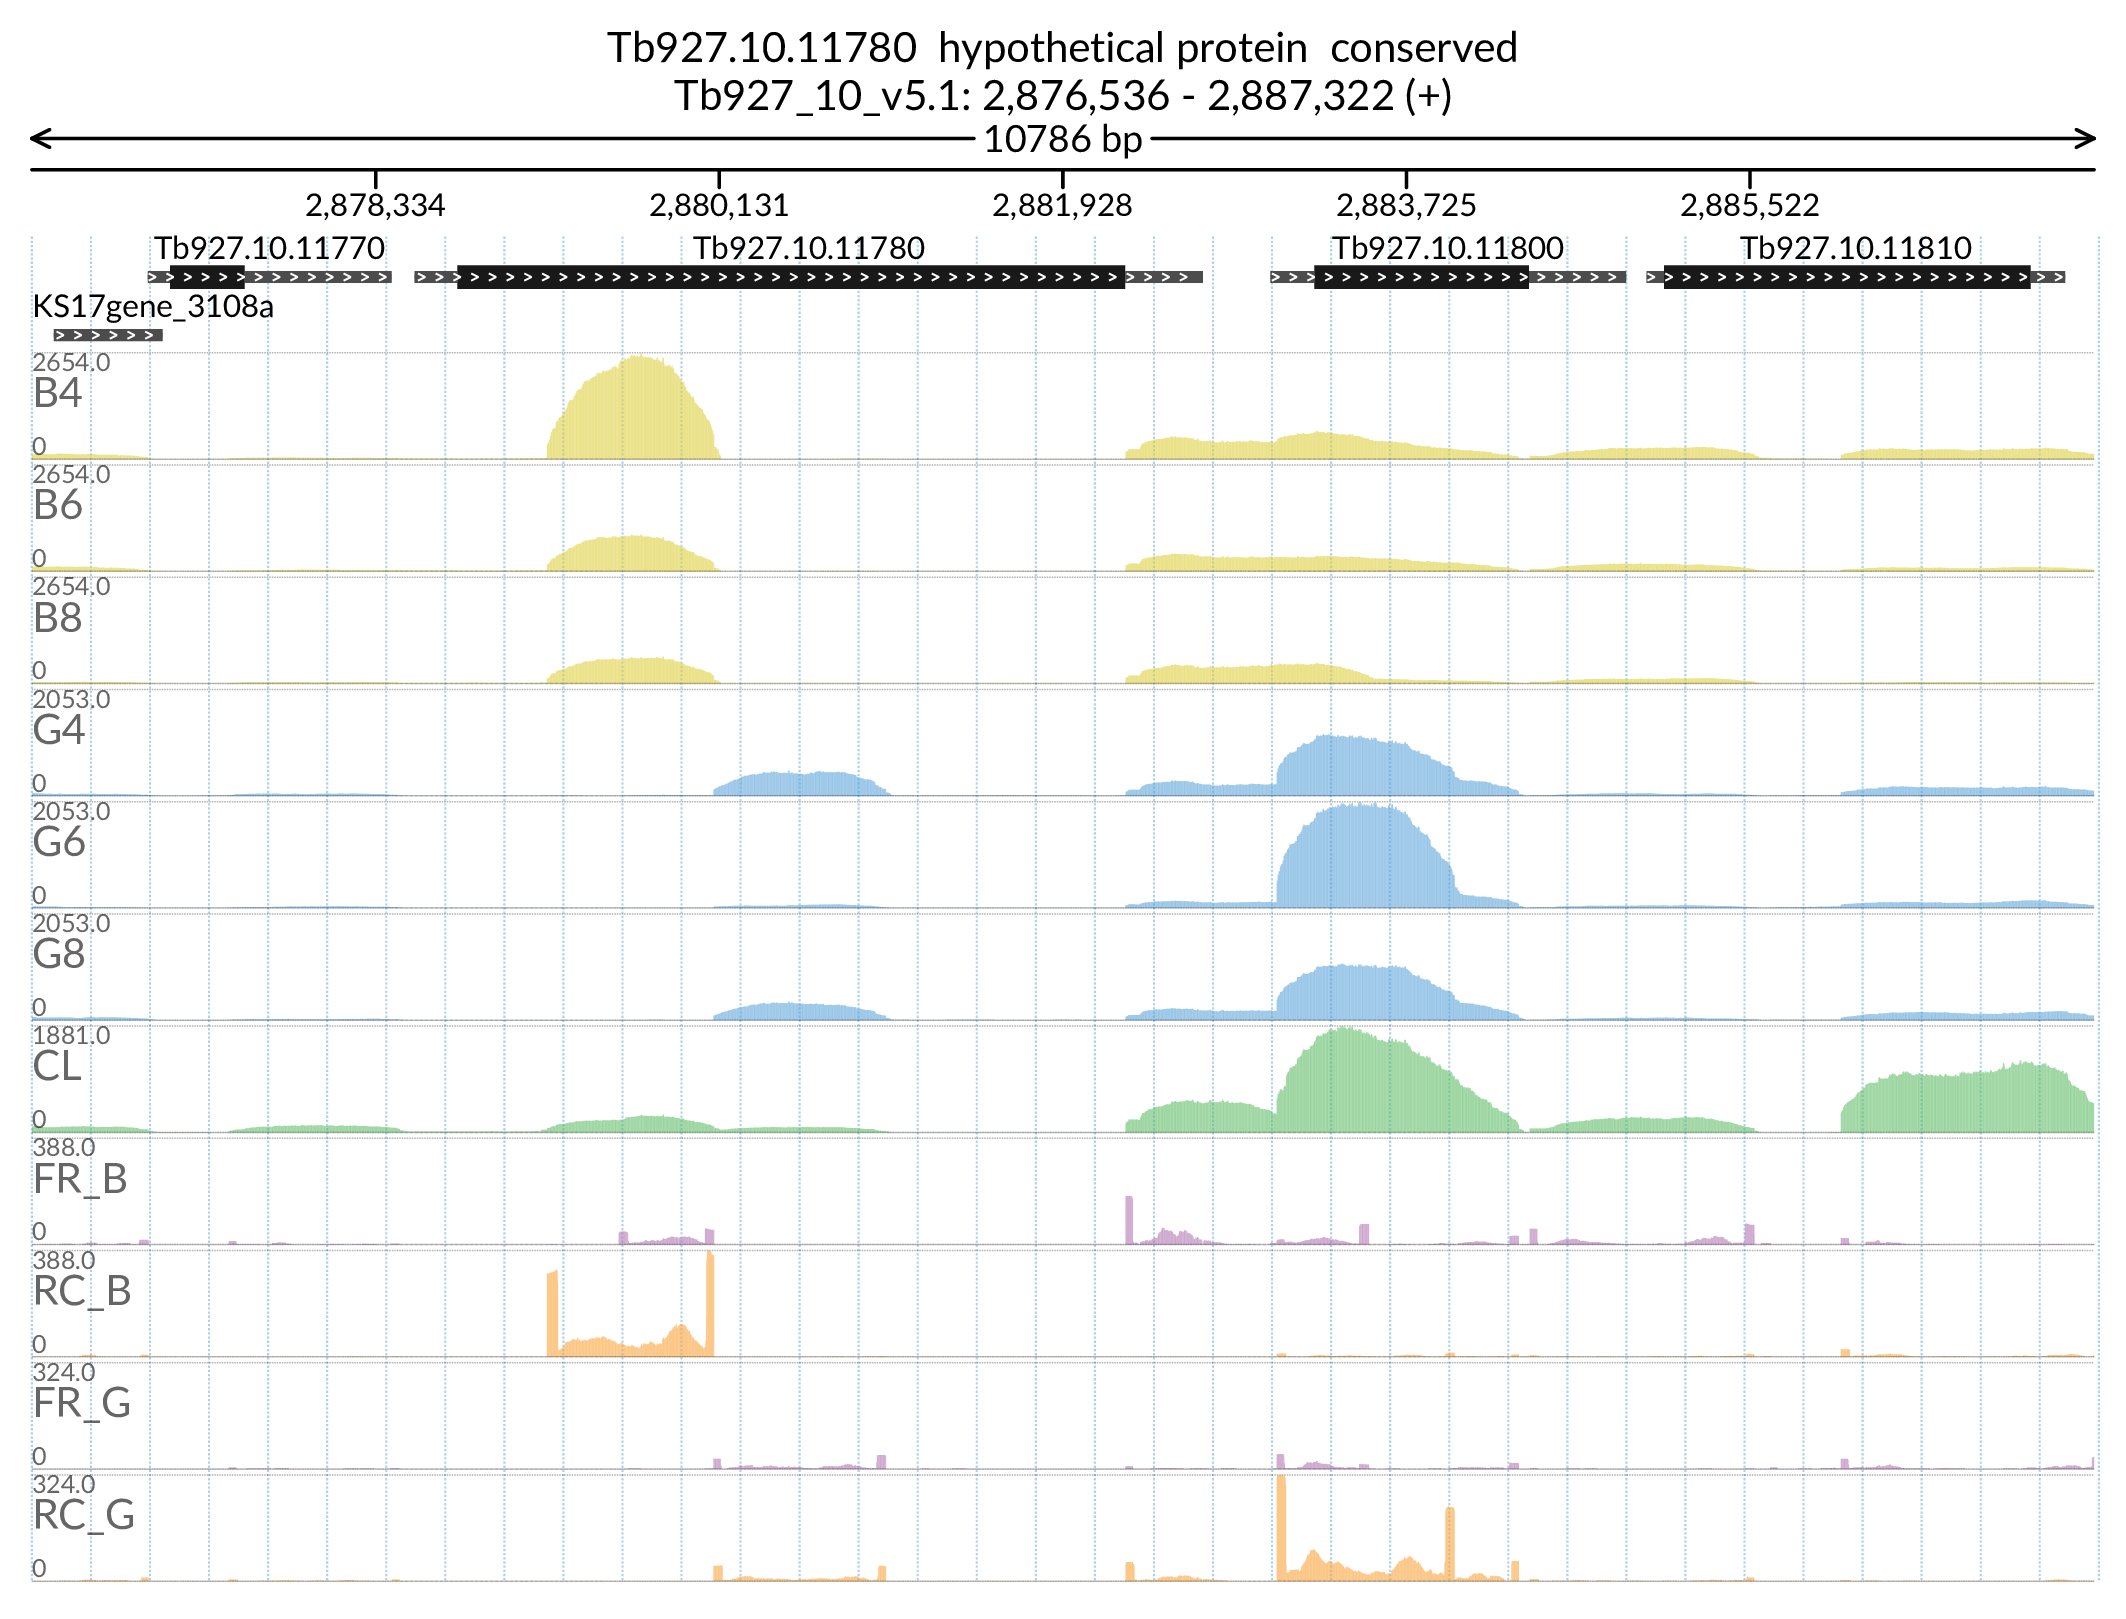 Tb927.10.11780  hypothetical protein  conserved
Tb927_10_v5.1: 2,876,536 - 2,887,322 (+)
10786 bp
2,878,334 2,880,131 2,881,928 2,883,725 2,885,522
Tb927.10.11770 Tb927.10.11780 Tb927.10.11800 Tb927.10.11810
KS17gene_3108a
2654.0
B4
0
2654.0
B6
0
2654.0
B8
0
2053.0
G4
0
2053.0
G6
0
2053.0
G8
0
1881.0
CL
0
388.0
FR_B
0
388.0
RC_B
0
324.0
FR_G
0
324.0
RC_G
0